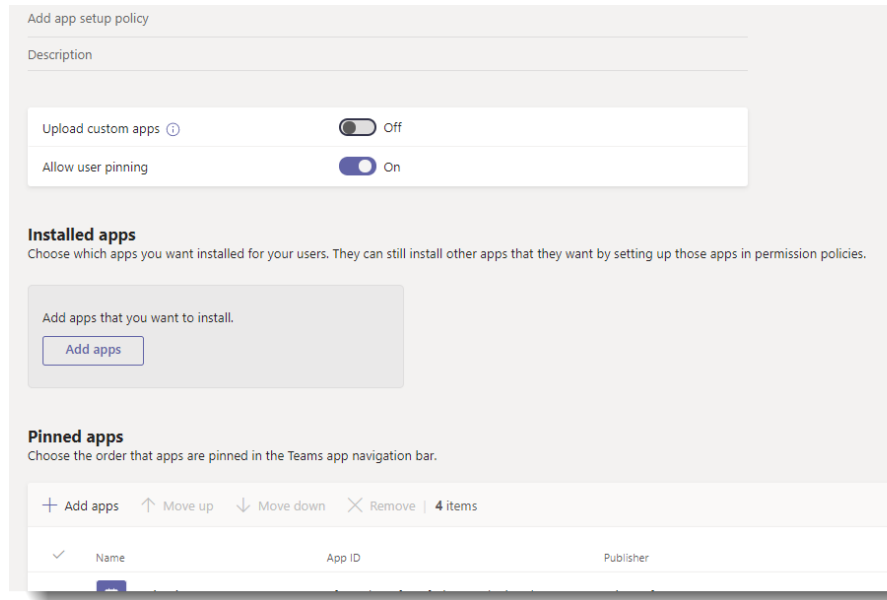 Add app setup policy
Description
Upload custom apps
Off
Allow user pinning
On
Installed apps
Choose which apps you want installed for your users. They can still install other apps that they want by setting up those apps in permission policies.
Add apps that you want to install.
Add apps
Pinned apps
Choose the order that apps are pinned in the Teams app navigation bar.
+ Add apps ↑ Move up ↓ Move down × Remove | 4 items
Name App ID Publisher